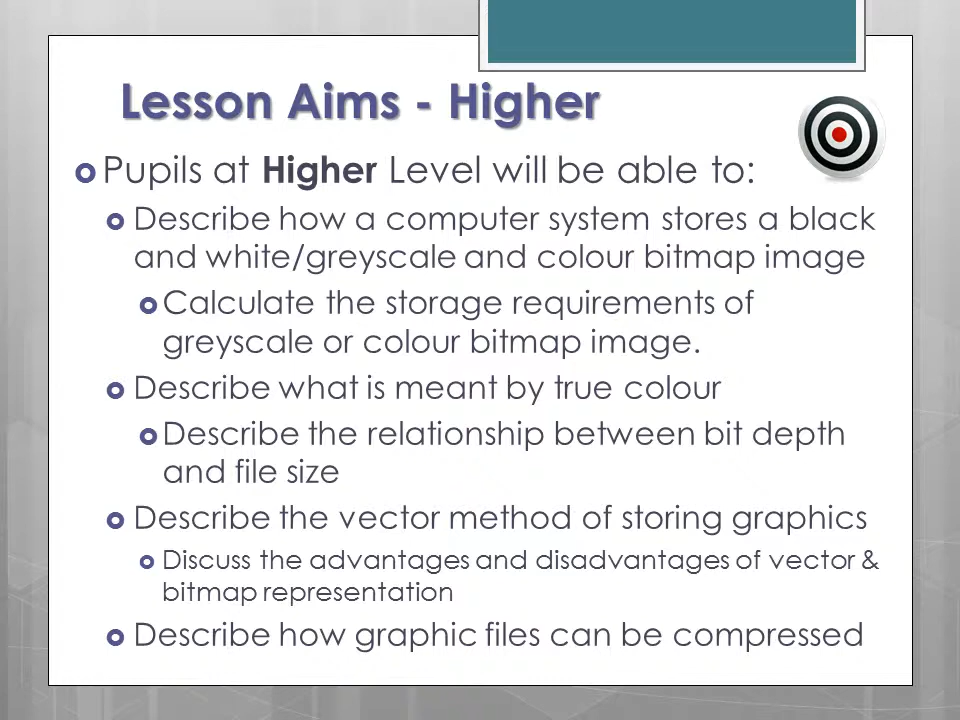 Lesson Aims - Higher
Pupils at Higher Level will be able to:
Describe how a computer system stores a black
and white/greyscale and colour bitmap image
Calculate the storage requirements of
greyscale or colour bitmap image.
Describe what is meant by true colour
Describe the relationship between bit depth
and file size
Describe the vector method of storing graphics
Discuss the advantages and disadvantages of vector &
bitmap representation
Describe how graphic files can be compressed